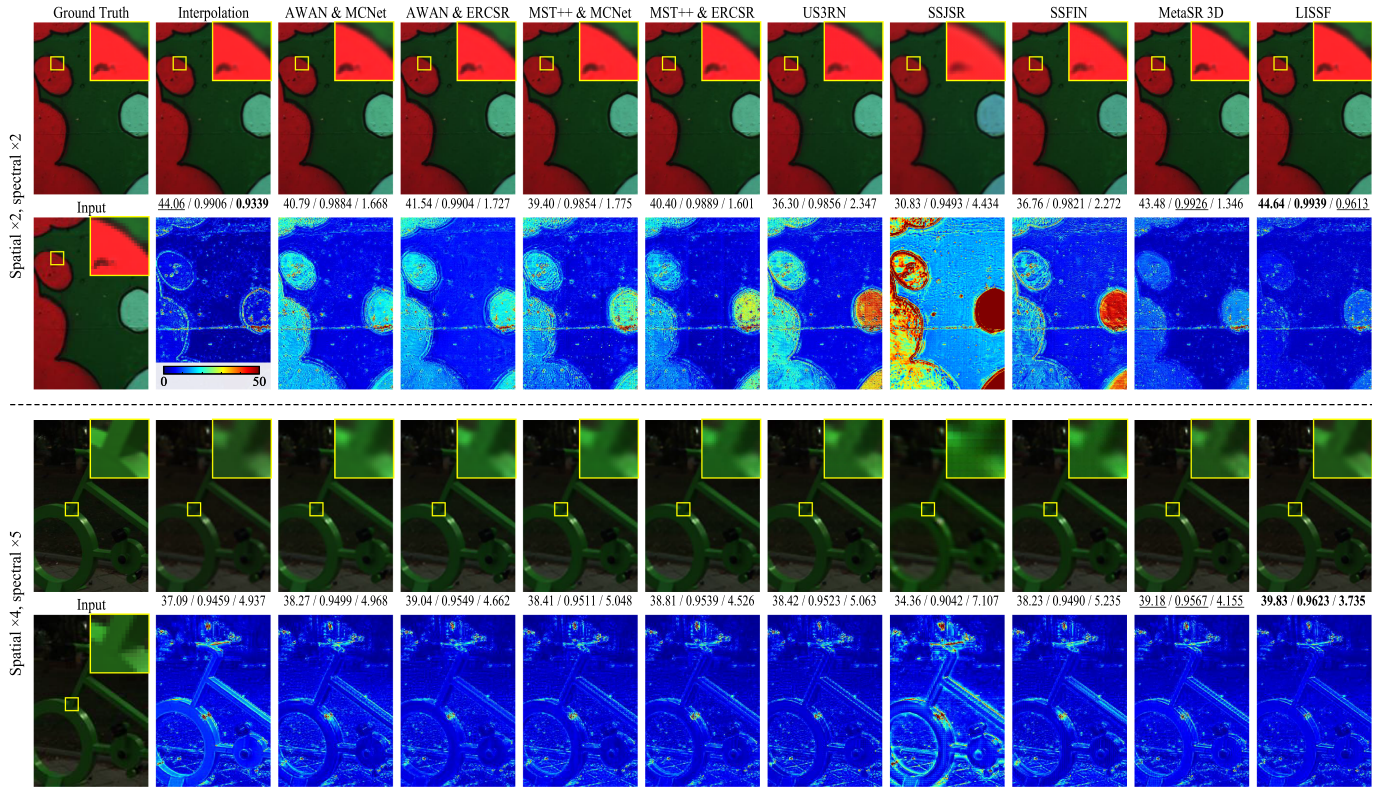 Ground Truth Interpolation AWAN & MCNet AWAN & ERCSR MST++ & MCNet MST++ & ERCSR US3RN SSJSR SSFIN MetaSR 3D LISSF
Spatial ×2, spectral ×2
44.06 / 0.9906 / 0.9339 40.79 / 0.9884 / 1.668 41.54 / 0.9904 / 1.727 39.40 / 0.9854 / 1.775 40.40 / 0.9889 / 1.601 36.30 / 0.9856 / 2.347 30.83 / 0.9493 / 4.434 36.76 / 0.9821 / 2.272 43.48 / 0.9926 / 1.346 44.64 / 0.9939 / 0.9613
Input
0 50
Spatial ×4, spectral ×5
37.09 / 0.9459 / 4.937 38.27 / 0.9499 / 4.968 39.04 / 0.9549 / 4.662 38.41 / 0.9511 / 5.048 38.81 / 0.9539 / 4.526 38.42 / 0.9523 / 5.063 34.36 / 0.9042 / 7.107 38.23 / 0.9490 / 5.235 39.18 / 0.9567 / 4.155 39.83 / 0.9623 / 3.735
Input